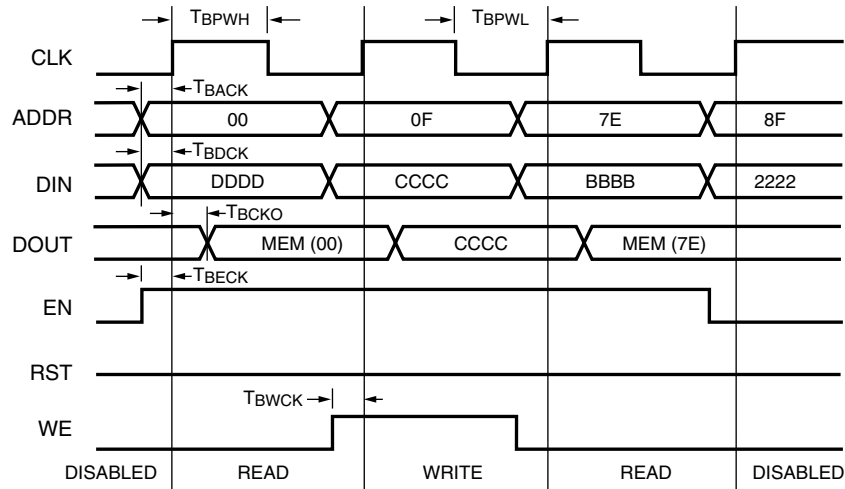 TBPWH TBPWL
CLK
TBACK
ADDR 00 0F 7E 8F
TBDCK
DIN DDDD CCCC BBBB 2222
TBCKO
DOUT MEM (00) CCCC MEM (7E)
TBECK
EN
RST
TBWCK
WE
DISABLED READ WRITE READ DISABLED